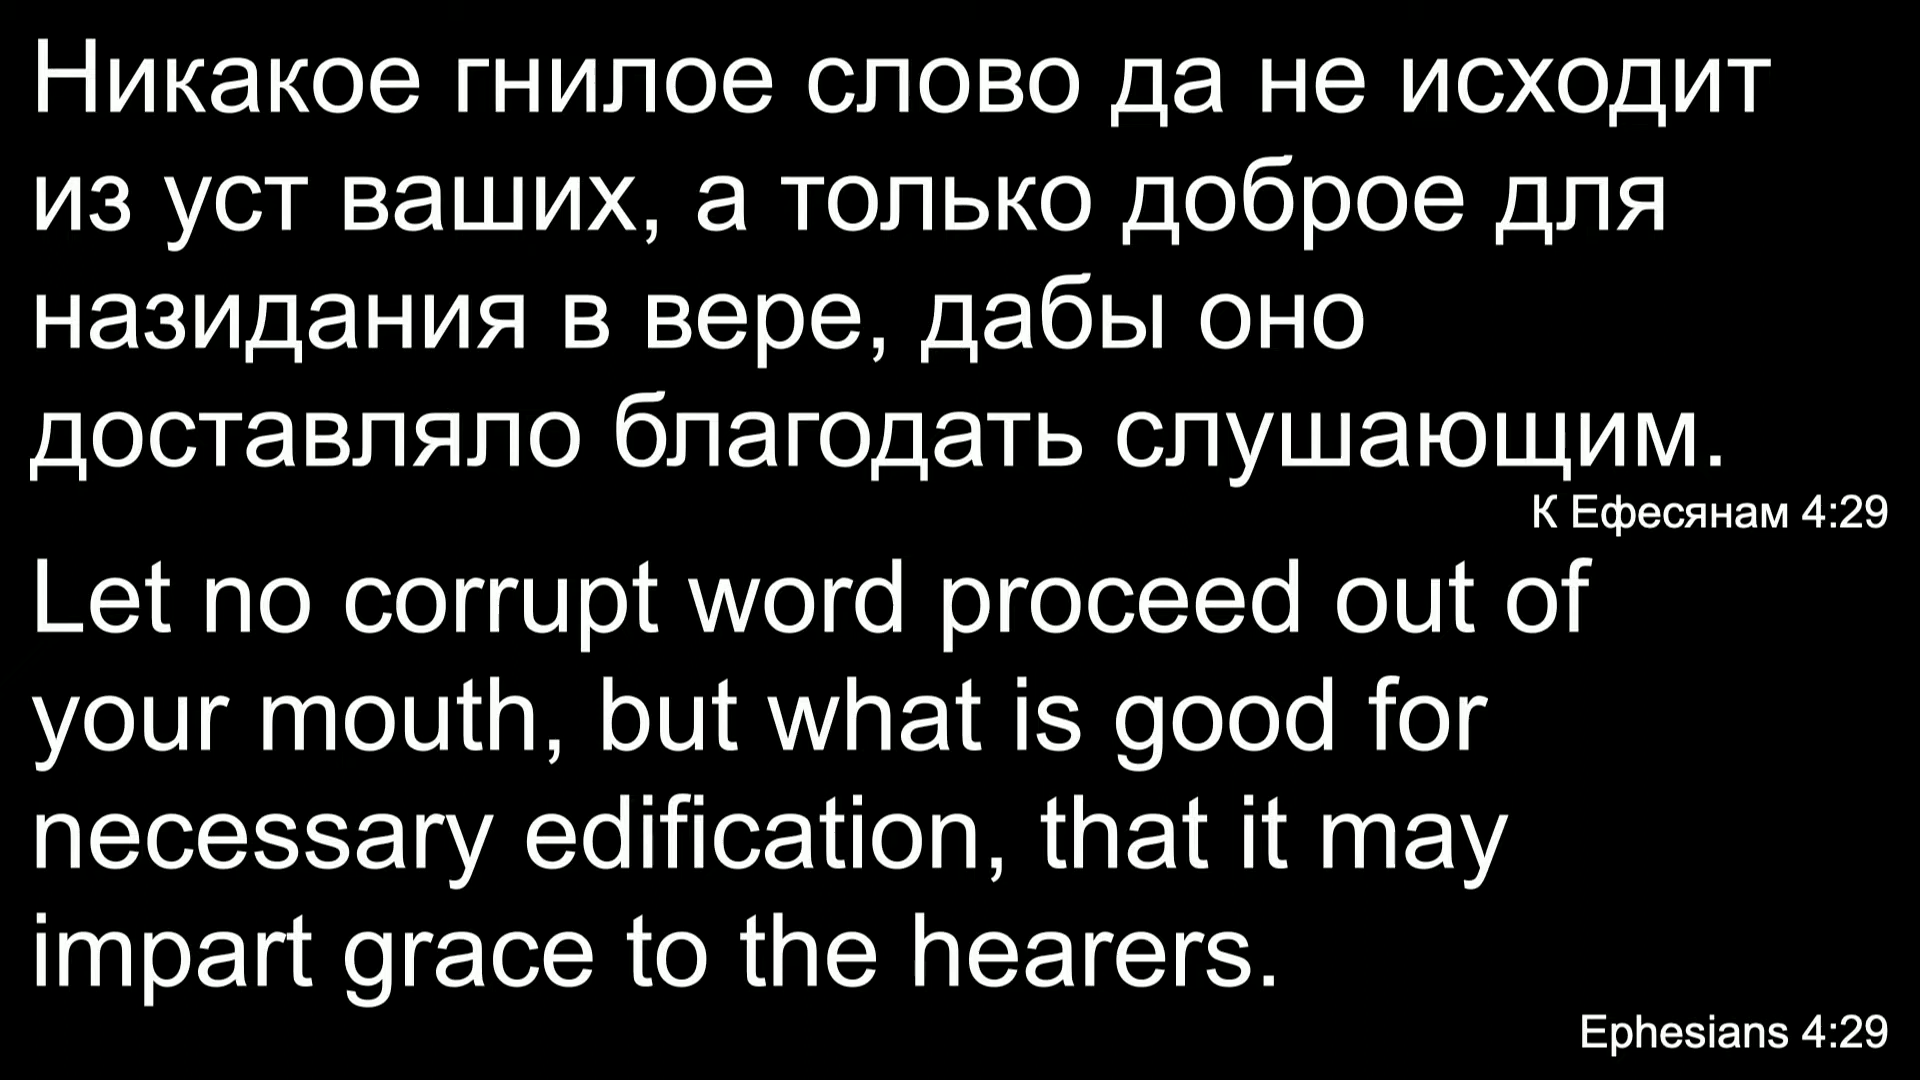 Никакое гнилое слово да не исходит
из уст ваших, а только доброе для
назидания в вере, дабы оно
доставляло благодать слушающим.
К Ефесянам 4:29
Let no corrupt word proceed out of
your mouth, but what is good for
necessary edification, that it may
impart grace to the hearers.
Ephesians 4:29